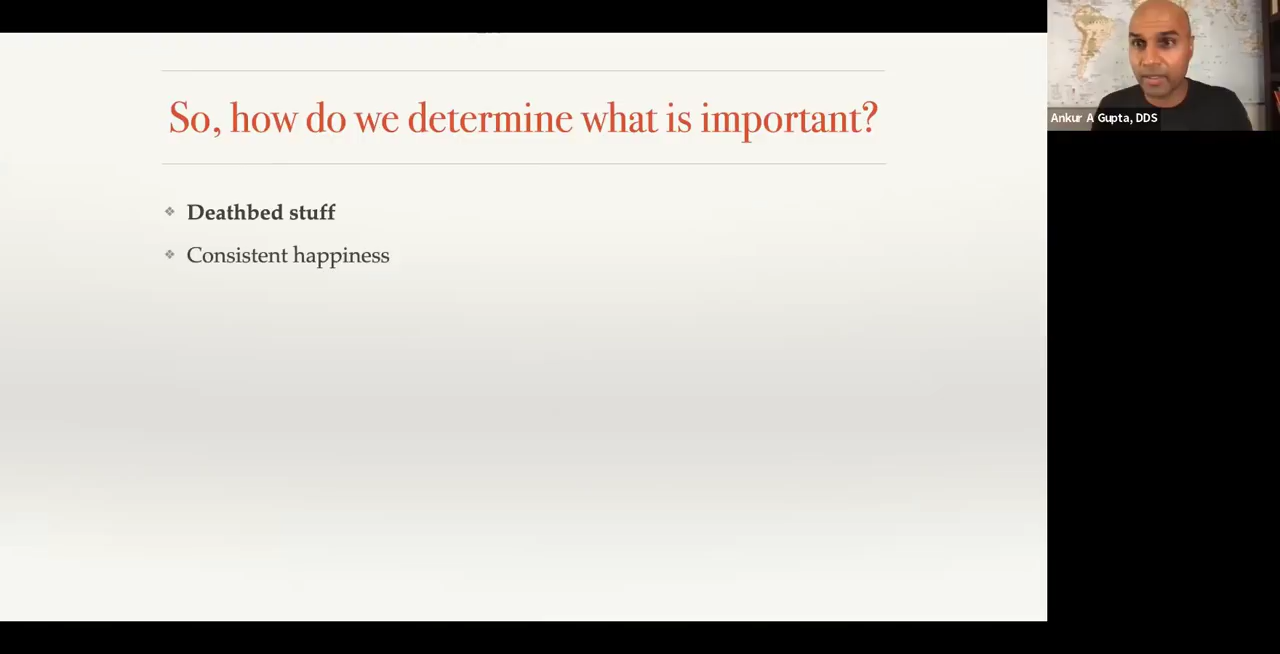 So, how do we determine what is important?
Deathbed stuff
Consistent happiness
Ankur A Gupta, DDS